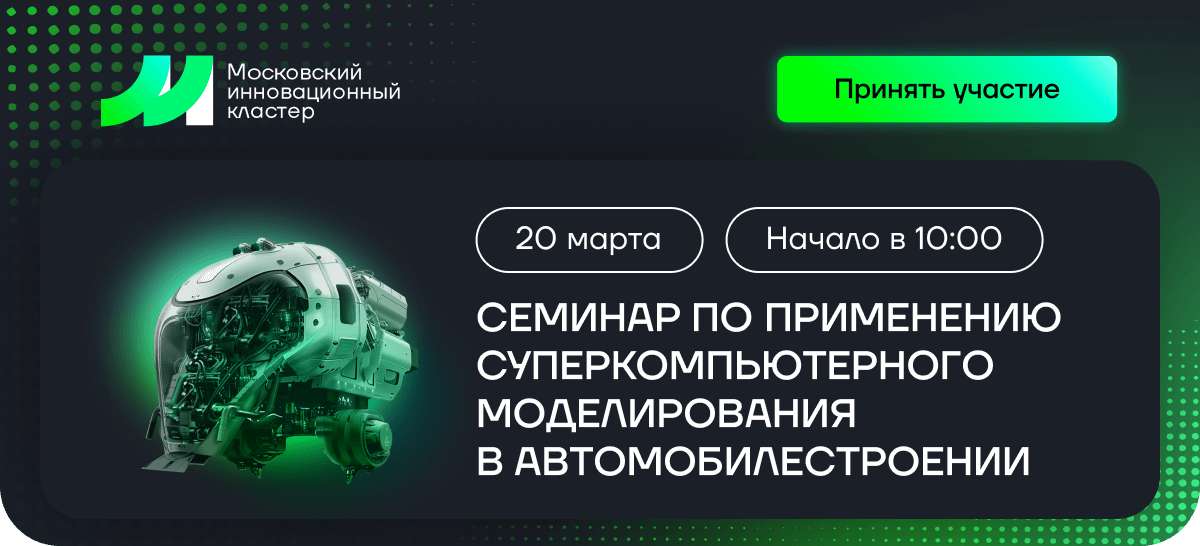 Московский
инновационный
кластер
Принять участие
20 марта
Начало в 10:00
СЕМИНАР ПО ПРИМЕНЕНИЮ
СУПЕРКОМПЬЮТЕРНОГО
МОДЕЛИРОВАНИЯ
В АВТОМОБИЛЕСТРОЕНИИ